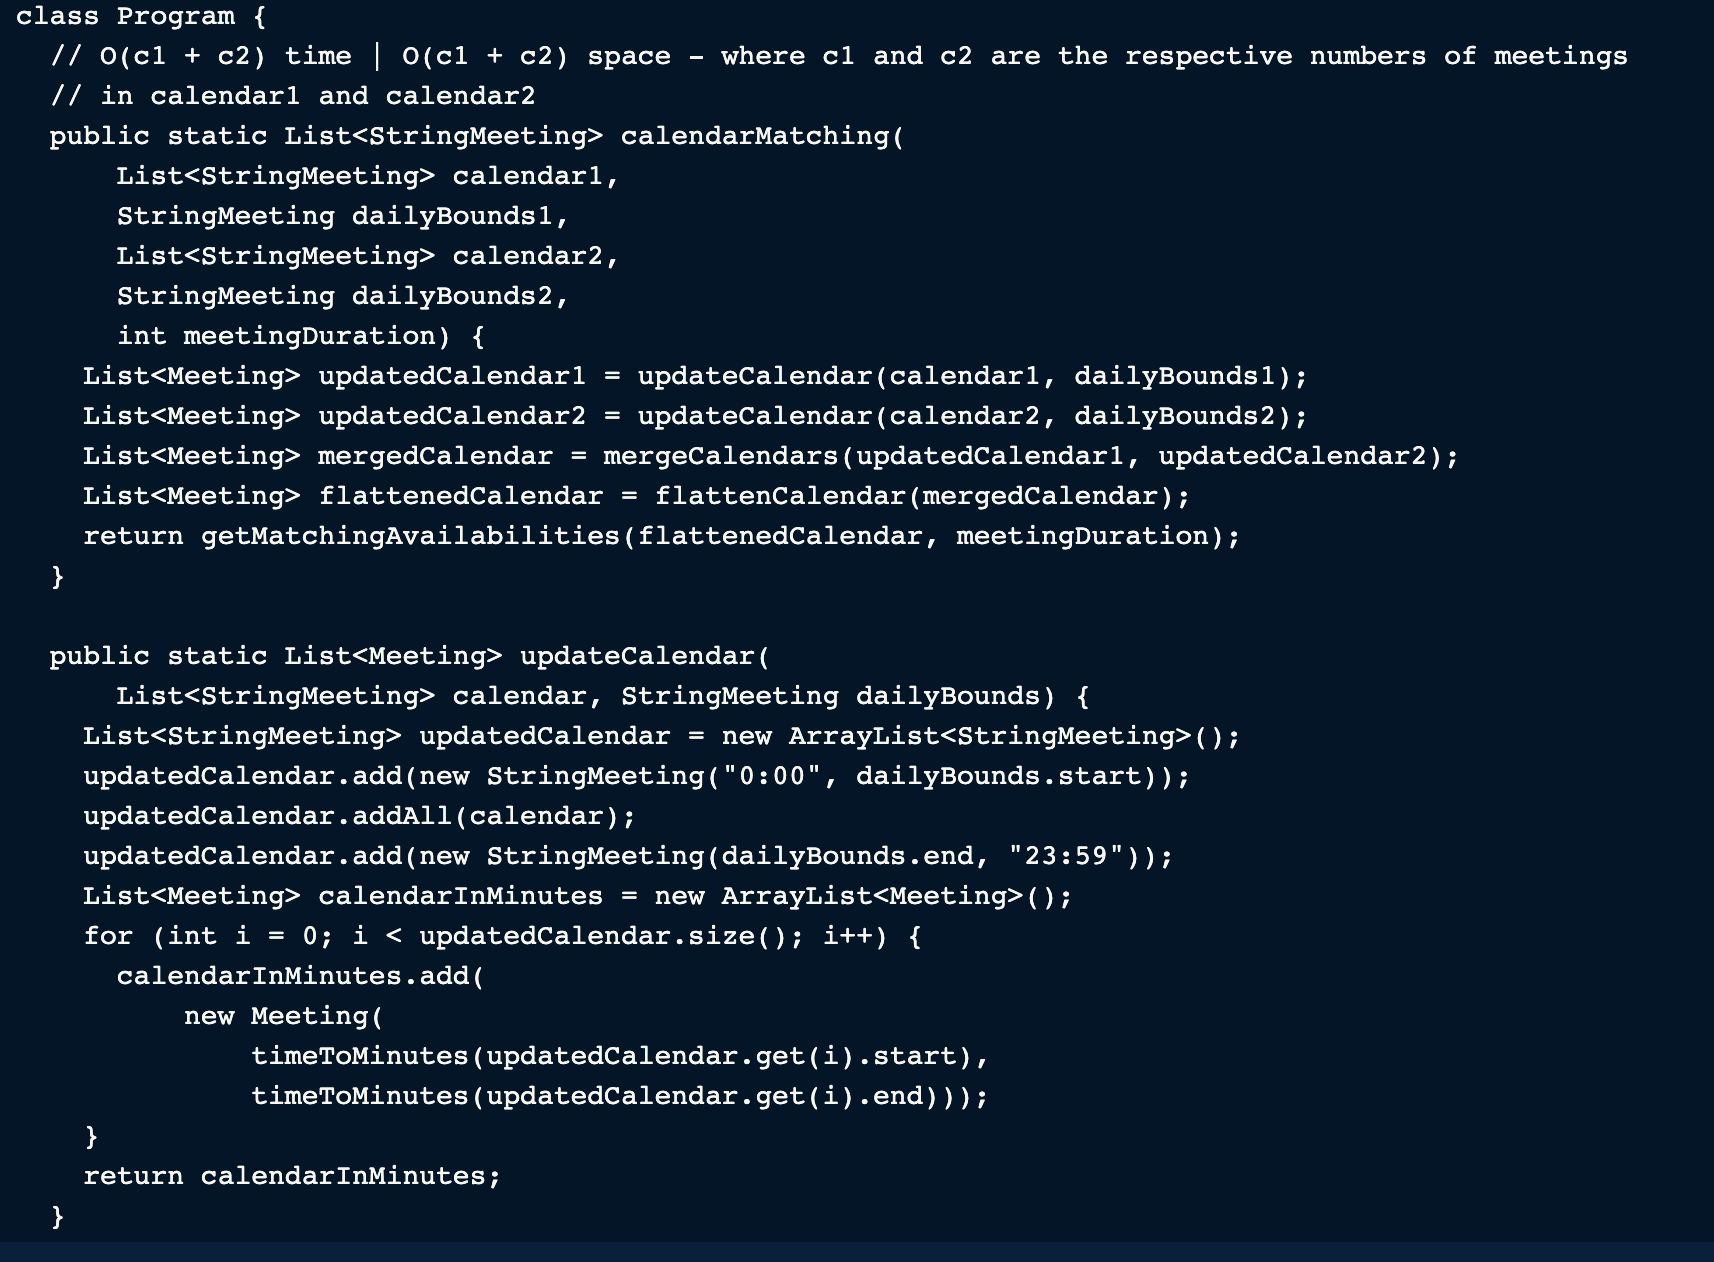 class Program {
  // O(c1 + c2) time | O(c1 + c2) space - where c1 and c2 are the respective numbers of meetings
  // in calendar1 and calendar2
  public static List<StringMeeting> calendarMatching(
      List<StringMeeting> calendar1,
      StringMeeting dailyBounds1,
      List<StringMeeting> calendar2,
      StringMeeting dailyBounds2,
      int meetingDuration) {
    List<Meeting> updatedCalendar1 = updateCalendar(calendar1, dailyBounds1);
    List<Meeting> updatedCalendar2 = updateCalendar(calendar2, dailyBounds2);
    List<Meeting> mergedCalendar = mergeCalendars(updatedCalendar1, updatedCalendar2);
    List<Meeting> flattenedCalendar = flattenCalendar(mergedCalendar);
    return getMatchingAvailabilities(flattenedCalendar, meetingDuration);
  }

  public static List<Meeting> updateCalendar(
      List<StringMeeting> calendar, StringMeeting dailyBounds) {
    List<StringMeeting> updatedCalendar = new ArrayList<StringMeeting>();
    updatedCalendar.add(new StringMeeting("0:00", dailyBounds.start));
    updatedCalendar.addAll(calendar);
    updatedCalendar.add(new StringMeeting(dailyBounds.end, "23:59"));
    List<Meeting> calendarInMinutes = new ArrayList<Meeting>();
    for (int i = 0; i < updatedCalendar.size(); i++) {
      calendarInMinutes.add(
          new Meeting(
              timeToMinutes(updatedCalendar.get(i).start),
              timeToMinutes(updatedCalendar.get(i).end)));
    }
    return calendarInMinutes;
  }